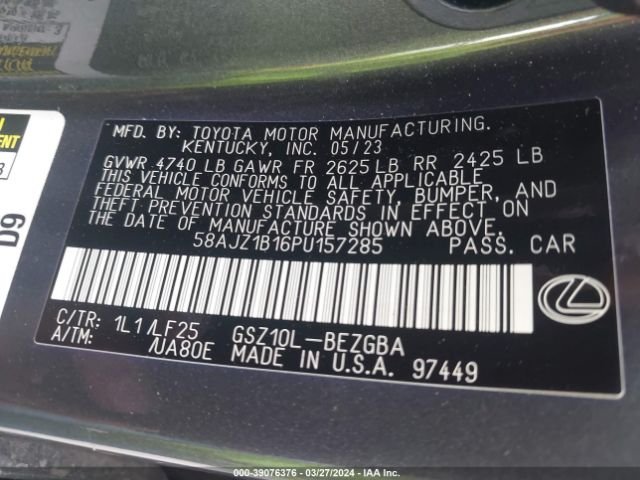 MFD. BY: TOYOTA MOTOR MANUFACTURING.
KENTUCKY, INC. 05/23
GVWR 4740 LB GAWR FR 2625 LB RR 2425 LB
THIS VEHICLE CONFORMS TO ALL APPLICABLE
FEDERAL MOTOR VEHICLE SAFETY, BUMPER, AND
THEFT PREVENTION STANDARDS IN EFFECT ON
THE DATE OF MANUFACTURE SHOWN ABOVE.
58AJZ1B16PU157285 PASS. CAR
C/TR: 1L1/LF25 GSZ10L-BEZGBA
A/TM: /UA80E MADE IN U.S.A. 97449
D9
© - 39076376 - 03/27/2024 - IAA Inc.